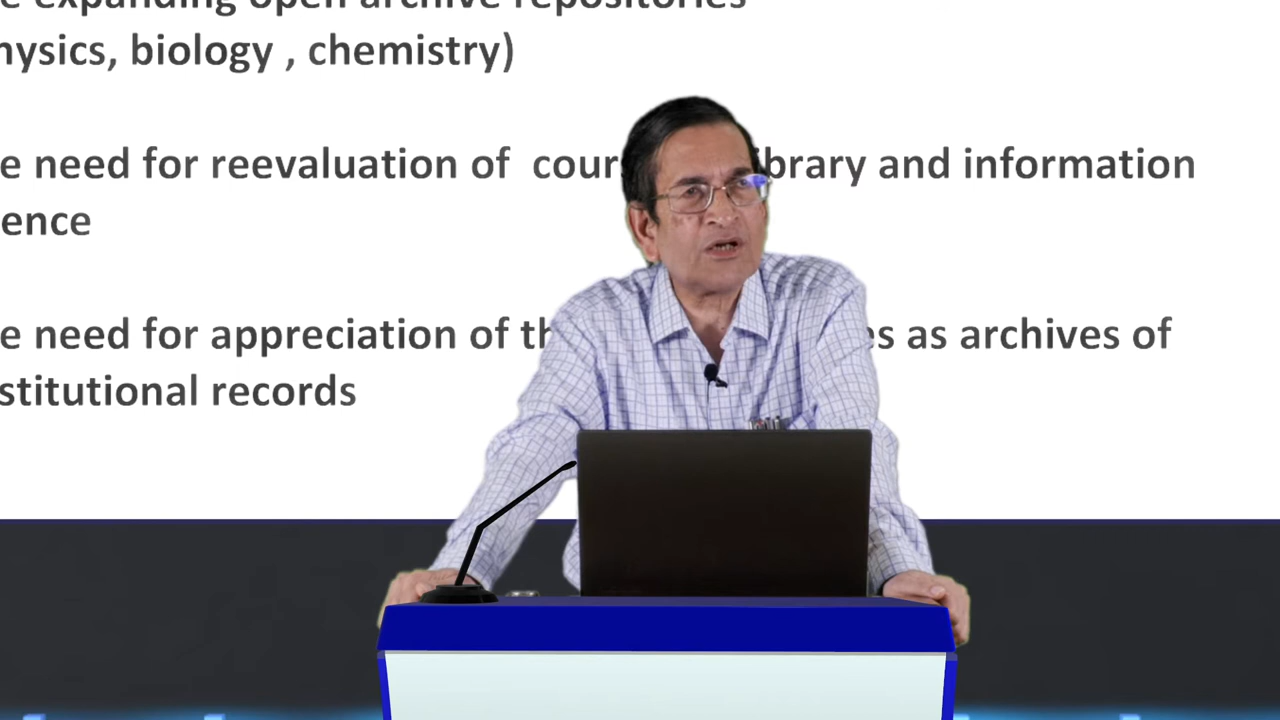 e expanding open archive repositories
hysics, biology , chemistry)
e need for reevaluation of cour brary and information
ence
e need for appreciation of th s as archives of
stitutional records